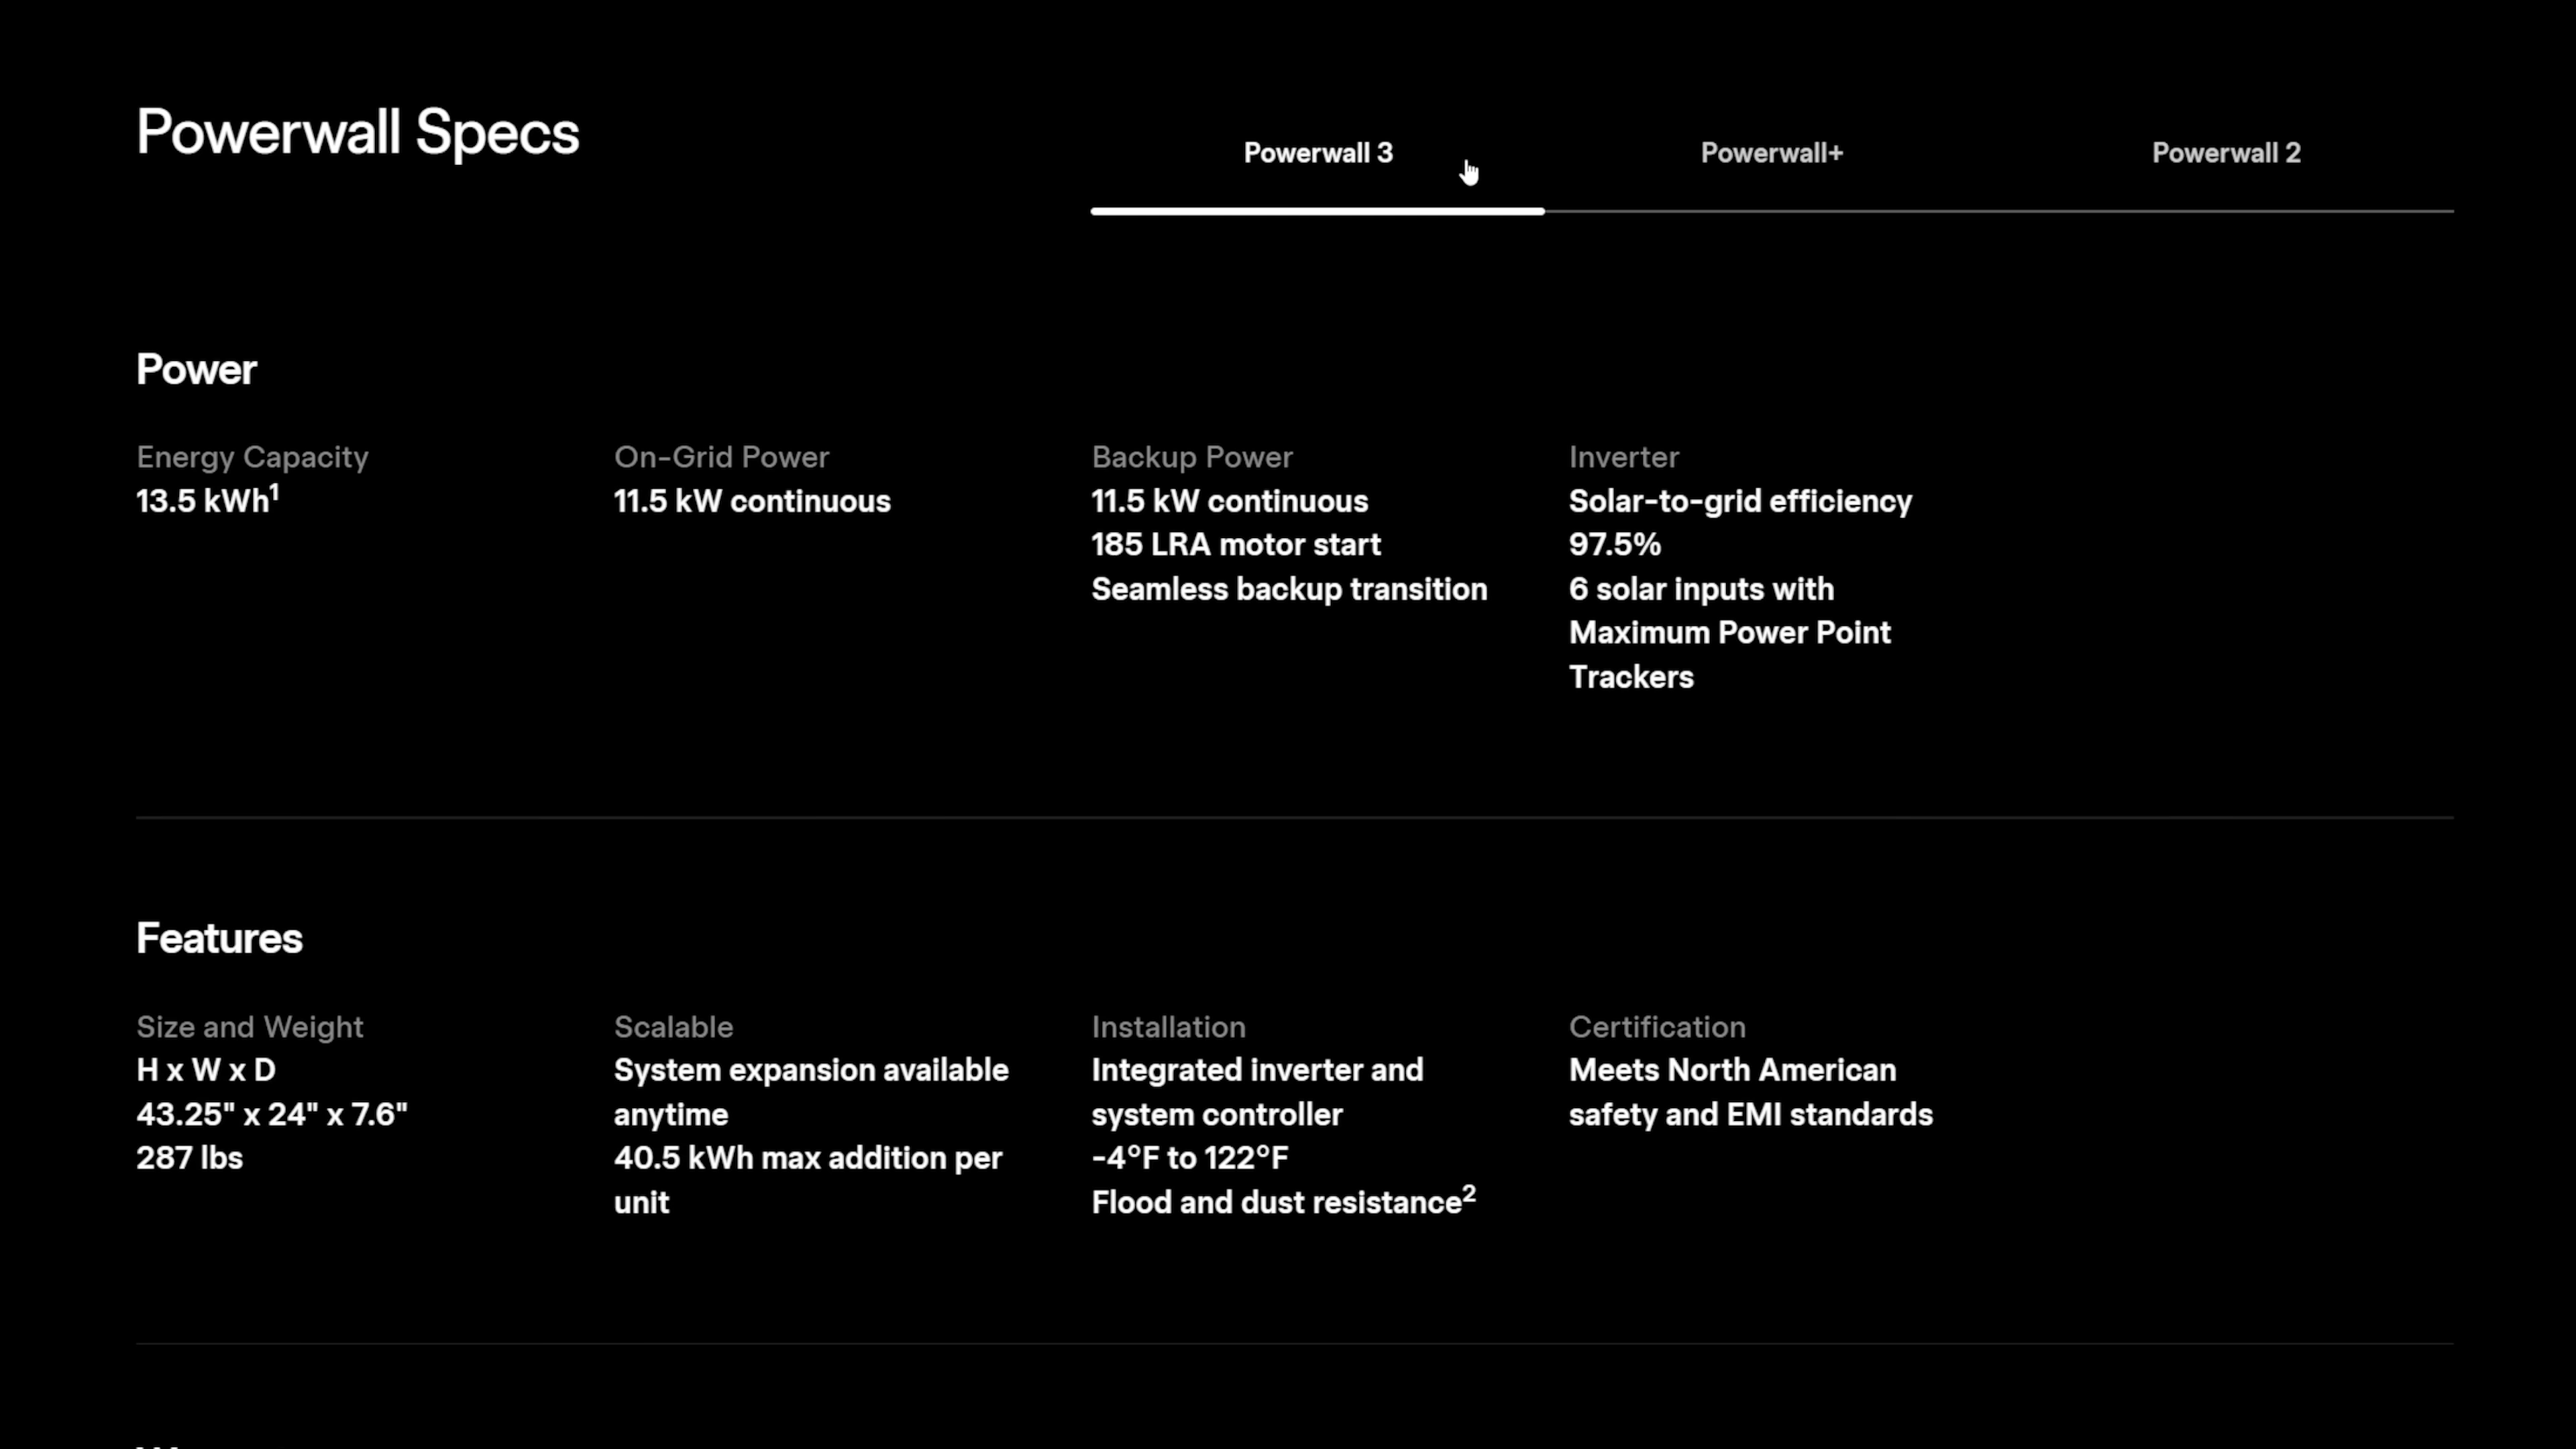 Powerwall Specs
Powerwall 3
Powerwall+
Powerwall 2
Power
Energy Capacity
13.5 kWh¹
On-Grid Power
11.5 kW continuous
Backup Power
11.5 kW continuous
185 LRA motor start
Seamless backup transition
Inverter
Solar-to-grid efficiency
97.5%
6 solar inputs with
Maximum Power Point
Trackers
Features
Size and Weight
H x W x D
43.25" x 24" x 7.6"
287 lbs
Scalable
System expansion available
anytime
40.5 kWh max addition per
unit
Installation
Integrated inverter and
system controller
-4°F to 122°F
Flood and dust resistance²
Certification
Meets North American
safety and EMI standards